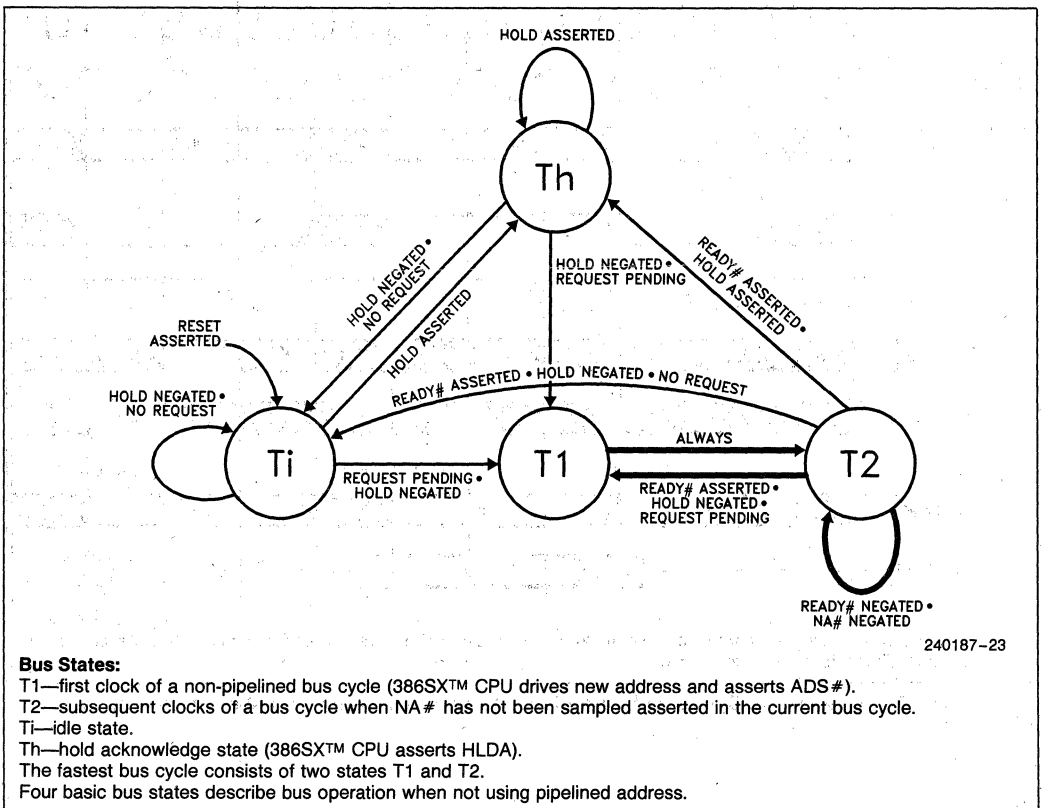 HOLD ASSERTED
Th
HOLD NEGATED•
NO REQUEST
HOLD ASSERTED
HOLD NEGATED•
REQUEST PENDING
READY# ASSERTED•
HOLD ASSERTED
RESET
ASSERTED
HOLD NEGATED•
NO REQUEST
READY# ASSERTED • HOLD NEGATED • NO REQUEST
Ti
REQUEST PENDING•
HOLD NEGATED
T1
ALWAYS
READY# ASSERTED•
HOLD NEGATED•
REQUEST PENDING
T2
READY# NEGATED•
NA# NEGATED
240187-23
Bus States:
T1—first clock of a non-pipelined bus cycle (386SX™ CPU drives new address and asserts ADS#).
T2—subsequent clocks of a bus cycle when NA# has not been sampled asserted in the current bus cycle.
Ti—idle state.
Th—hold acknowledge state (386SX™ CPU asserts HLDA).
The fastest bus cycle consists of two states T1 and T2.
Four basic bus states describe bus operation when not using pipelined address.